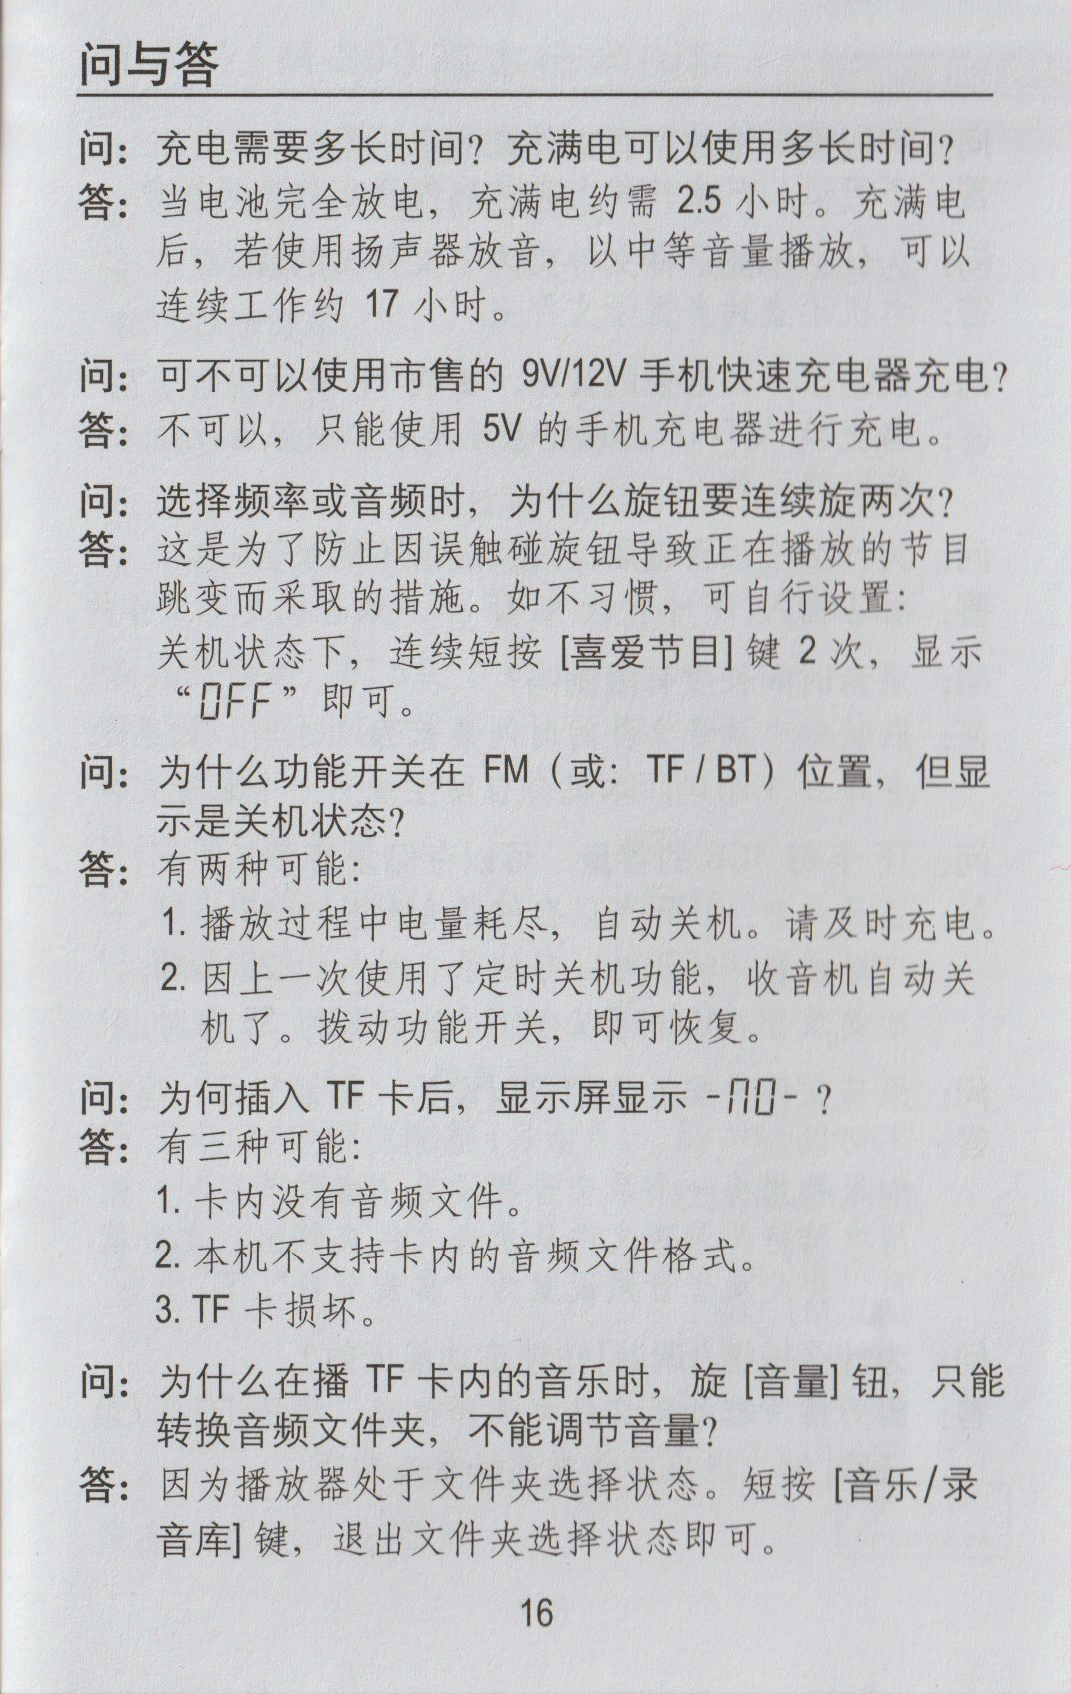 问与答
问：充电需要多长时间？充满电可以使用多长时间？
答：当电池完全放电，充满电约需 2.5 小时。充满电
后，若使用扬声器放音，以中等音量播放，可以
连续工作约 17 小时。
问：可不可以使用市售的 9V/12V 手机快速充电器充电？
答：不可以，只能使用 5V 的手机充电器进行充电。
问：选择频率或音频时，为什么旋钮要连续旋两次？
答：这是为了防止因误触碰旋钮导致正在播放的节目
跳变而采取的措施。如不习惯，可自行设置：
关机状态下，连续短按 [喜爱节目] 键 2 次，显示
“OFF” 即可。
问：为什么功能开关在 FM（或：TF / BT）位置，但显
示是关机状态？
答：有两种可能：
1. 播放过程中电量耗尽，自动关机。请及时充电。
2. 因上一次使用了定时关机功能，收音机自动关
机了。拨动功能开关，即可恢复。
问：为何插入 TF 卡后，显示屏显示 -NO- ？
答：有三种可能：
1. 卡内没有音频文件。
2. 本机不支持卡内的音频文件格式。
3. TF 卡损坏。
问：为什么在播 TF 卡内的音乐时，旋 [音量] 钮，只能
转换音频文件夹，不能调节音量？
答：因为播放器处于文件夹选择状态。短按 [音乐/录
音库] 键，退出文件夹选择状态即可。
16